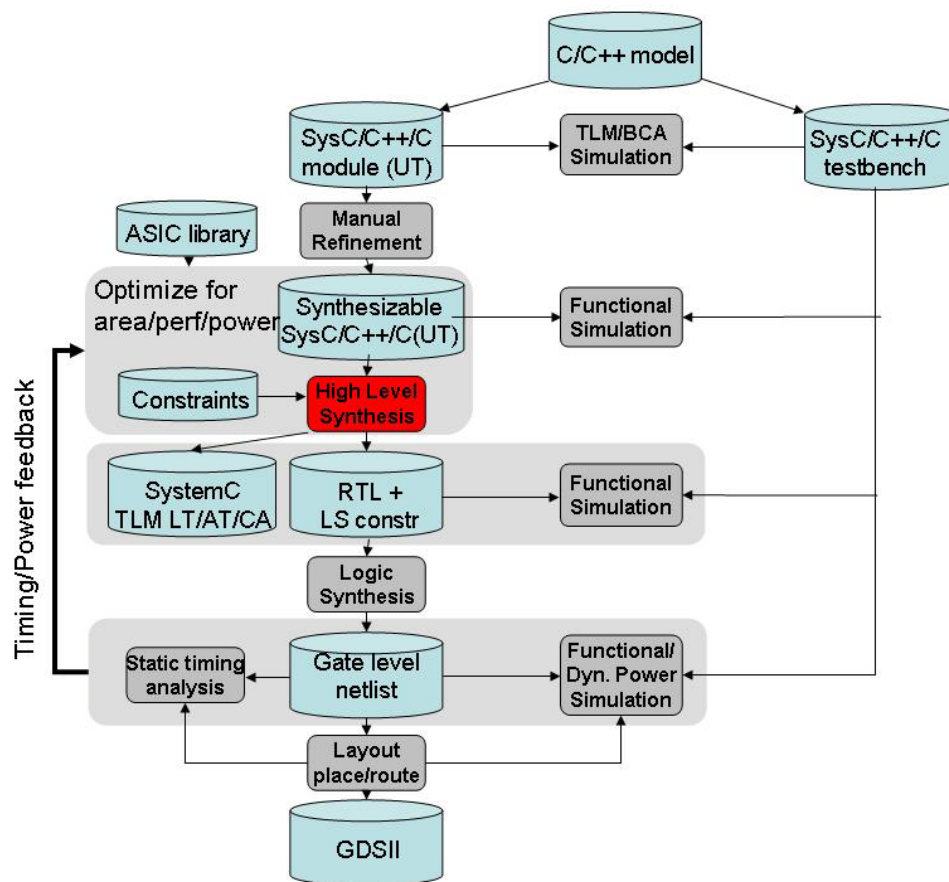 C/C++ model
SysC/C++/C
module (UT)
TLM/BCA
Simulation
SysC/C++/C
testbench
Manual
Refinement
ASIC library
Optimize for
area/perf/power
Synthesizable
SysC/C++/C(UT)
Functional
Simulation
Constraints
High Level
Synthesis
Timing/Power feedback
SystemC
TLM LT/AT/CA
RTL +
LS constr
Functional
Simulation
Logic
Synthesis
Static timing
analysis
Gate level
netlist
Functional/
Dyn. Power
Simulation
Layout
place/route
GDSII